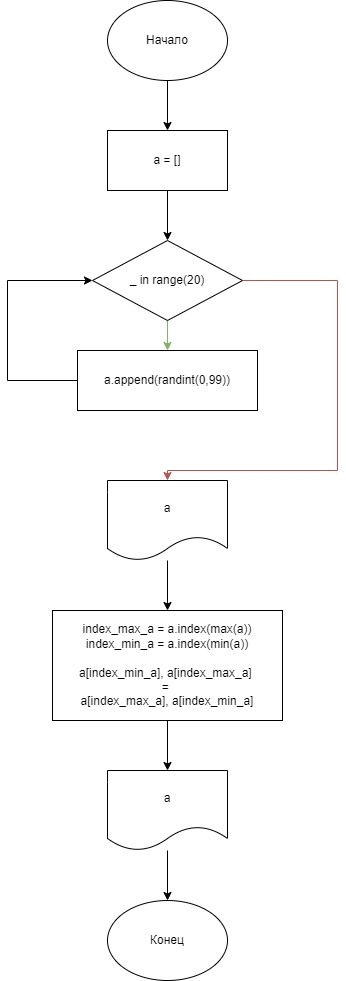 Начало
a = []
_ in range(20)
a.append(randint(0,99))
a
index_max_a = a.index(max(a))
index_min_a = a.index(min(a))
a[index_min_a], a[index_max_a]
=
a[index_max_a], a[index_min_a]
a
Конец